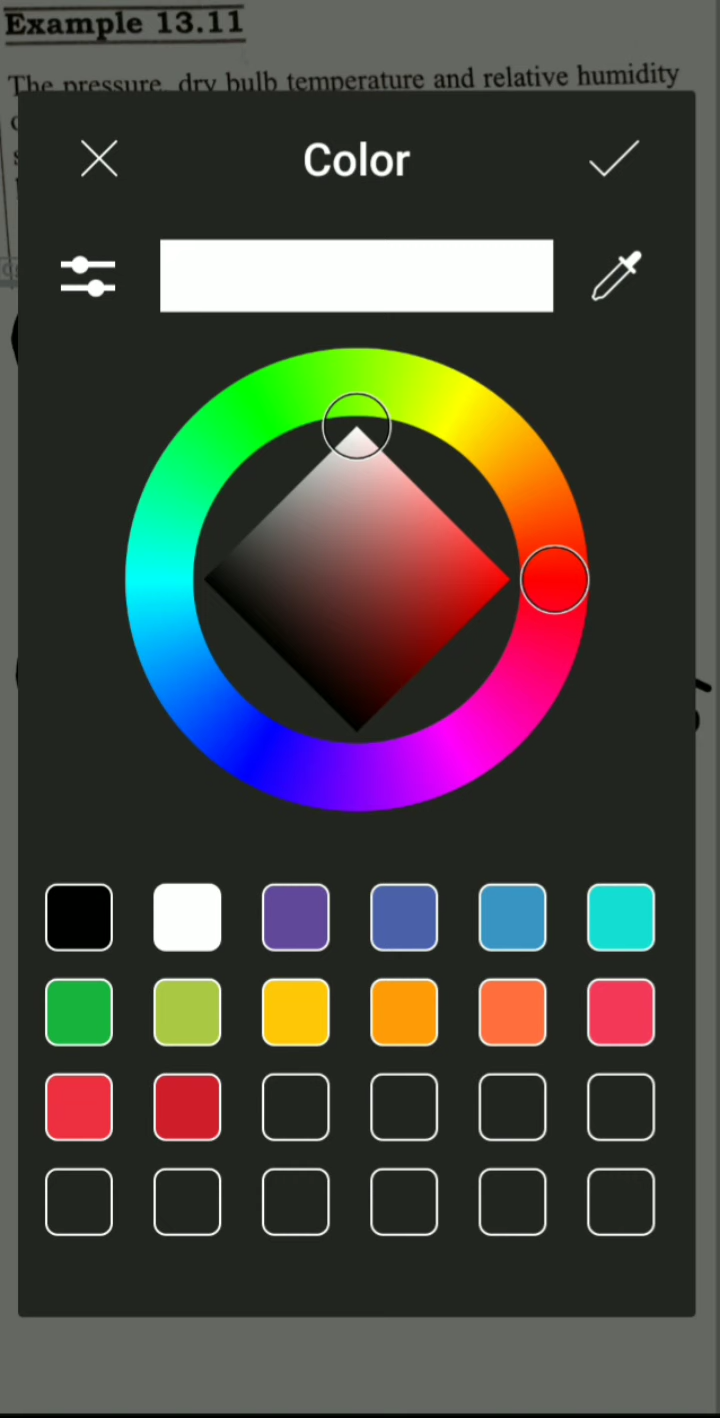 Example 13.11
The pressure, dry bulb temperature and relative humidity
Color